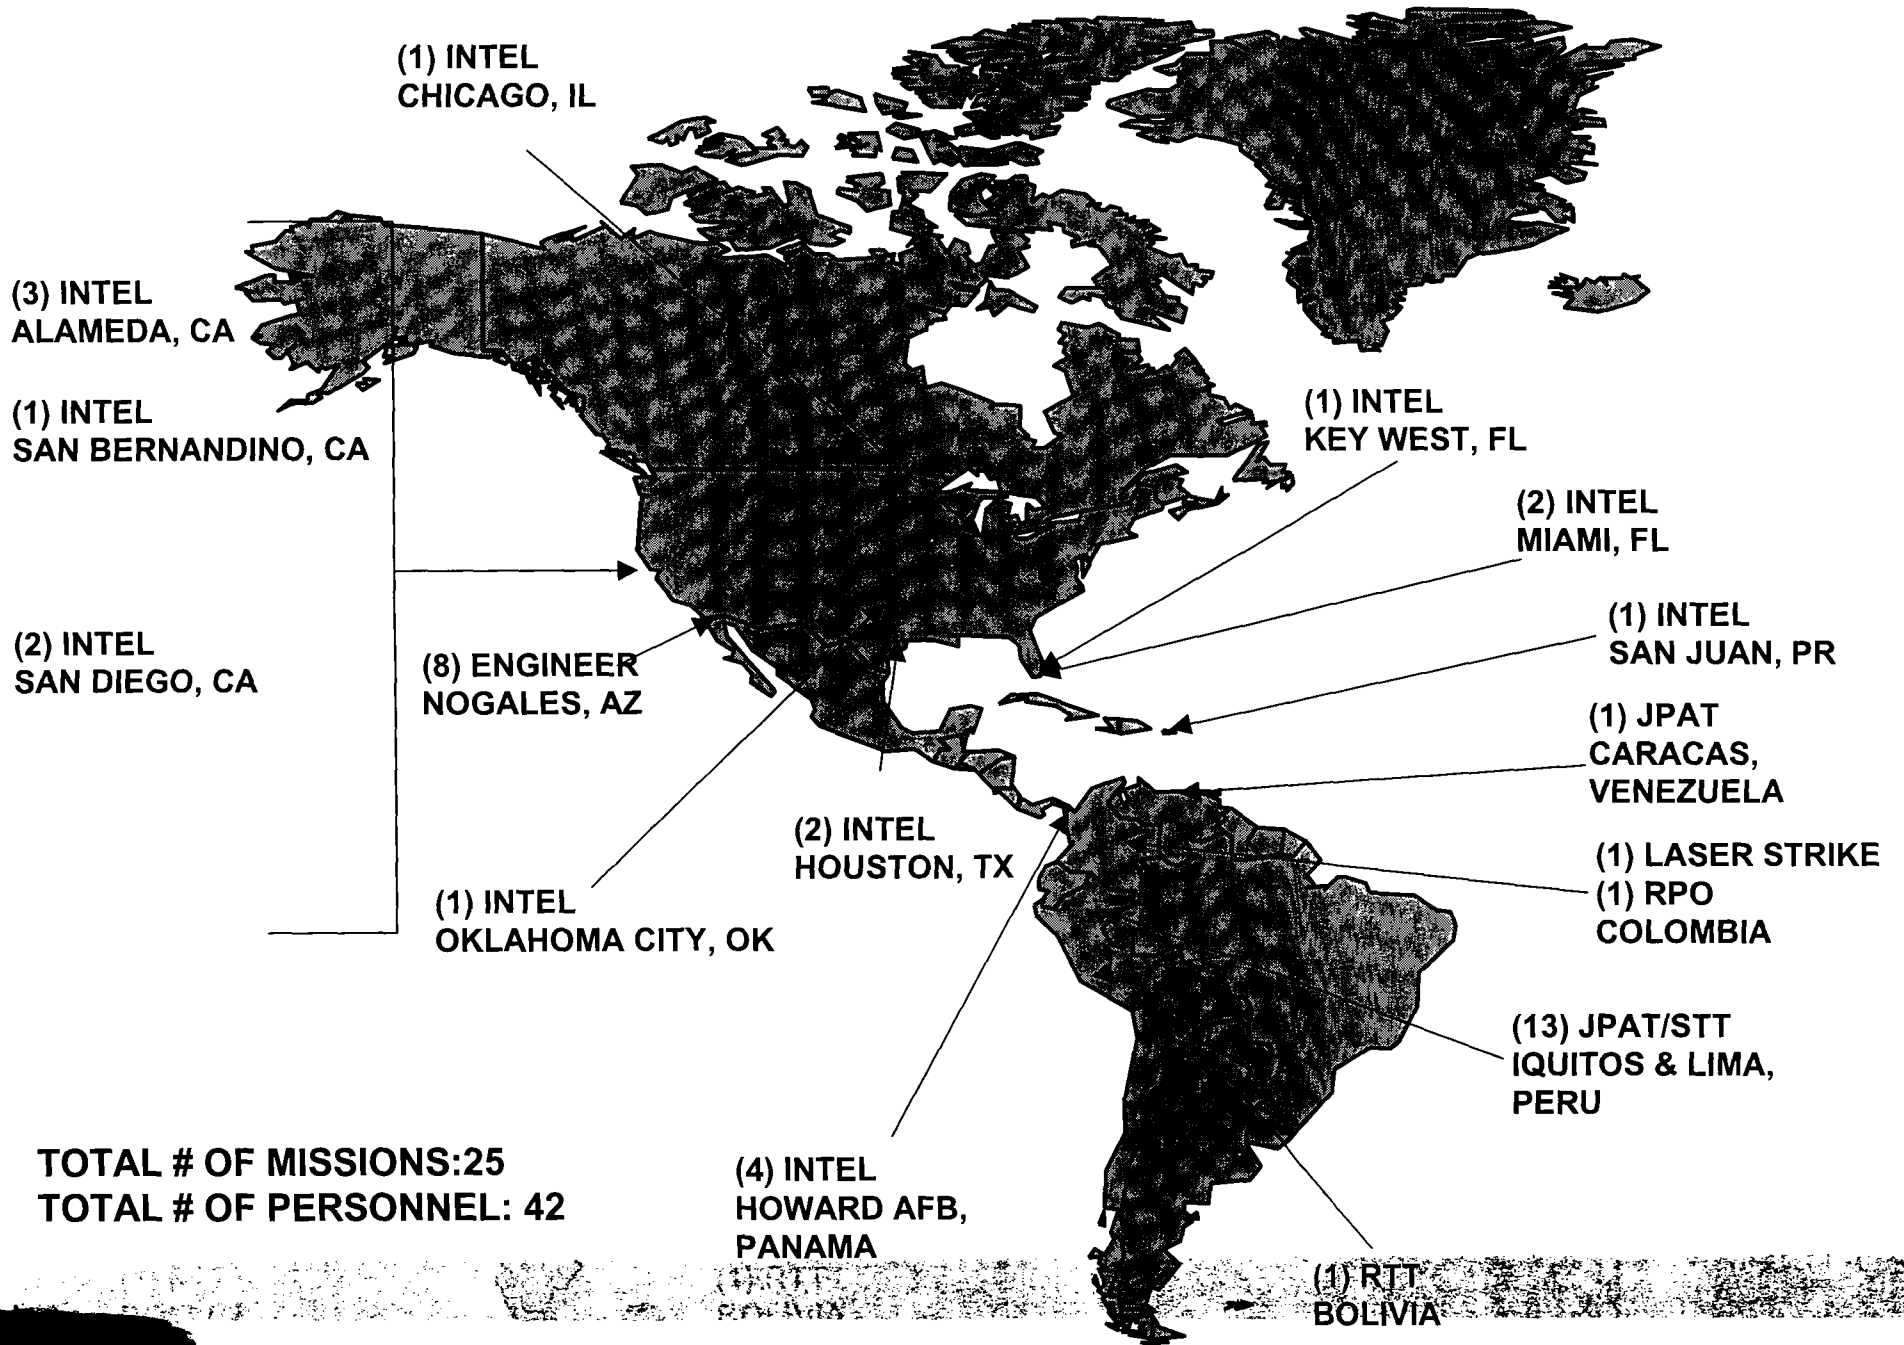 (1) INTEL
CHICAGO, IL
(3) INTEL
ALAMEDA, CA
(1) INTEL
SAN BERNANDINO, CA
(2) INTEL
SAN DIEGO, CA
(8) ENGINEER
NOGALES, AZ
(1) INTEL
OKLAHOMA CITY, OK
(2) INTEL
HOUSTON, TX
(1) INTEL
KEY WEST, FL
(2) INTEL
MIAMI, FL
(1) INTEL
SAN JUAN, PR
(1) JPAT
CARACAS,
VENEZUELA
(1) LASER STRIKE
(1) RPO
COLOMBIA
(13) JPAT/STT
IQUITOS & LIMA,
PERU
(4) INTEL
HOWARD AFB,
PANAMA
(1) RTT
BOLIVIA
TOTAL # OF MISSIONS:25
TOTAL # OF PERSONNEL: 42